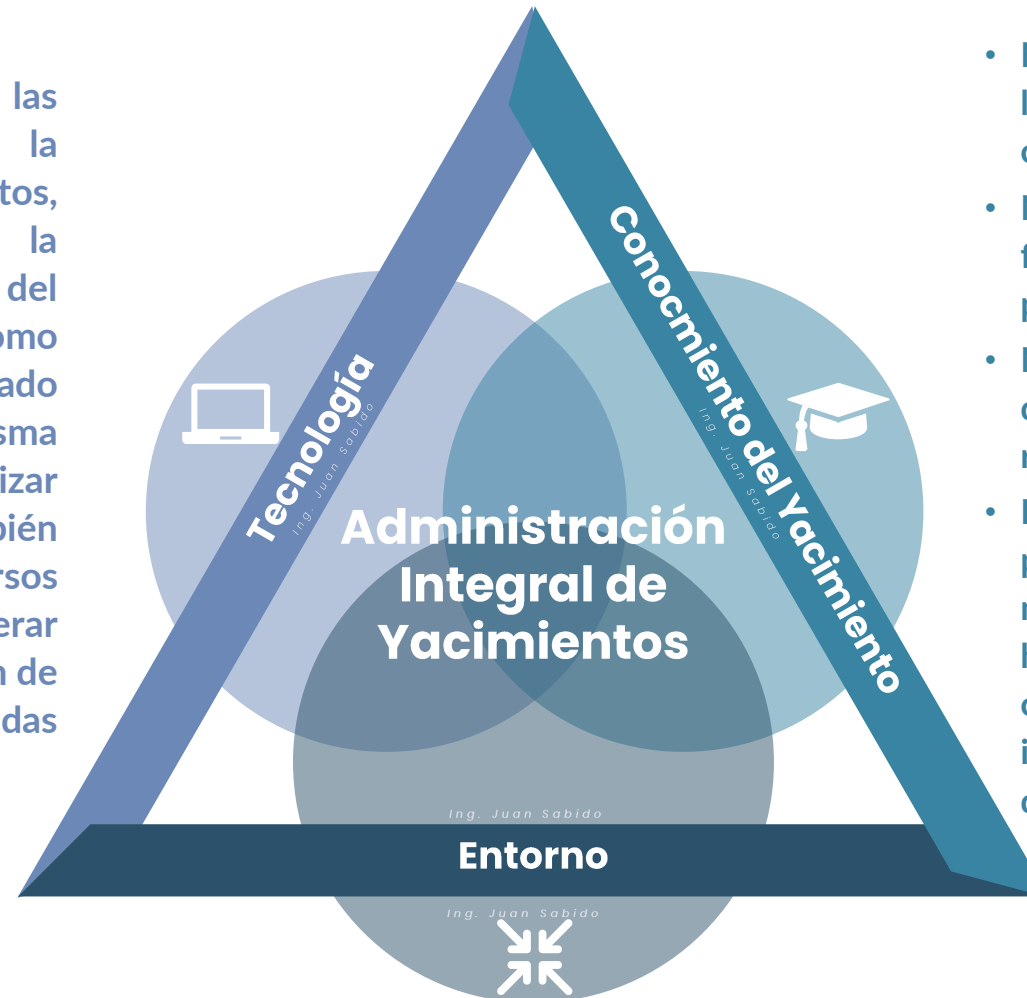 las
la
tos,
la
del
omo
ado
sma
izar
bién
rsos
erar
n de
das
Tecnología
Ing. Juan Sabido
Conocmiento del Yacimiento
Ing. Juan Sabido
Administración
Integral de
Yacimientos
Ing. Juan Sabido
Entorno
Ing. Juan Sabido